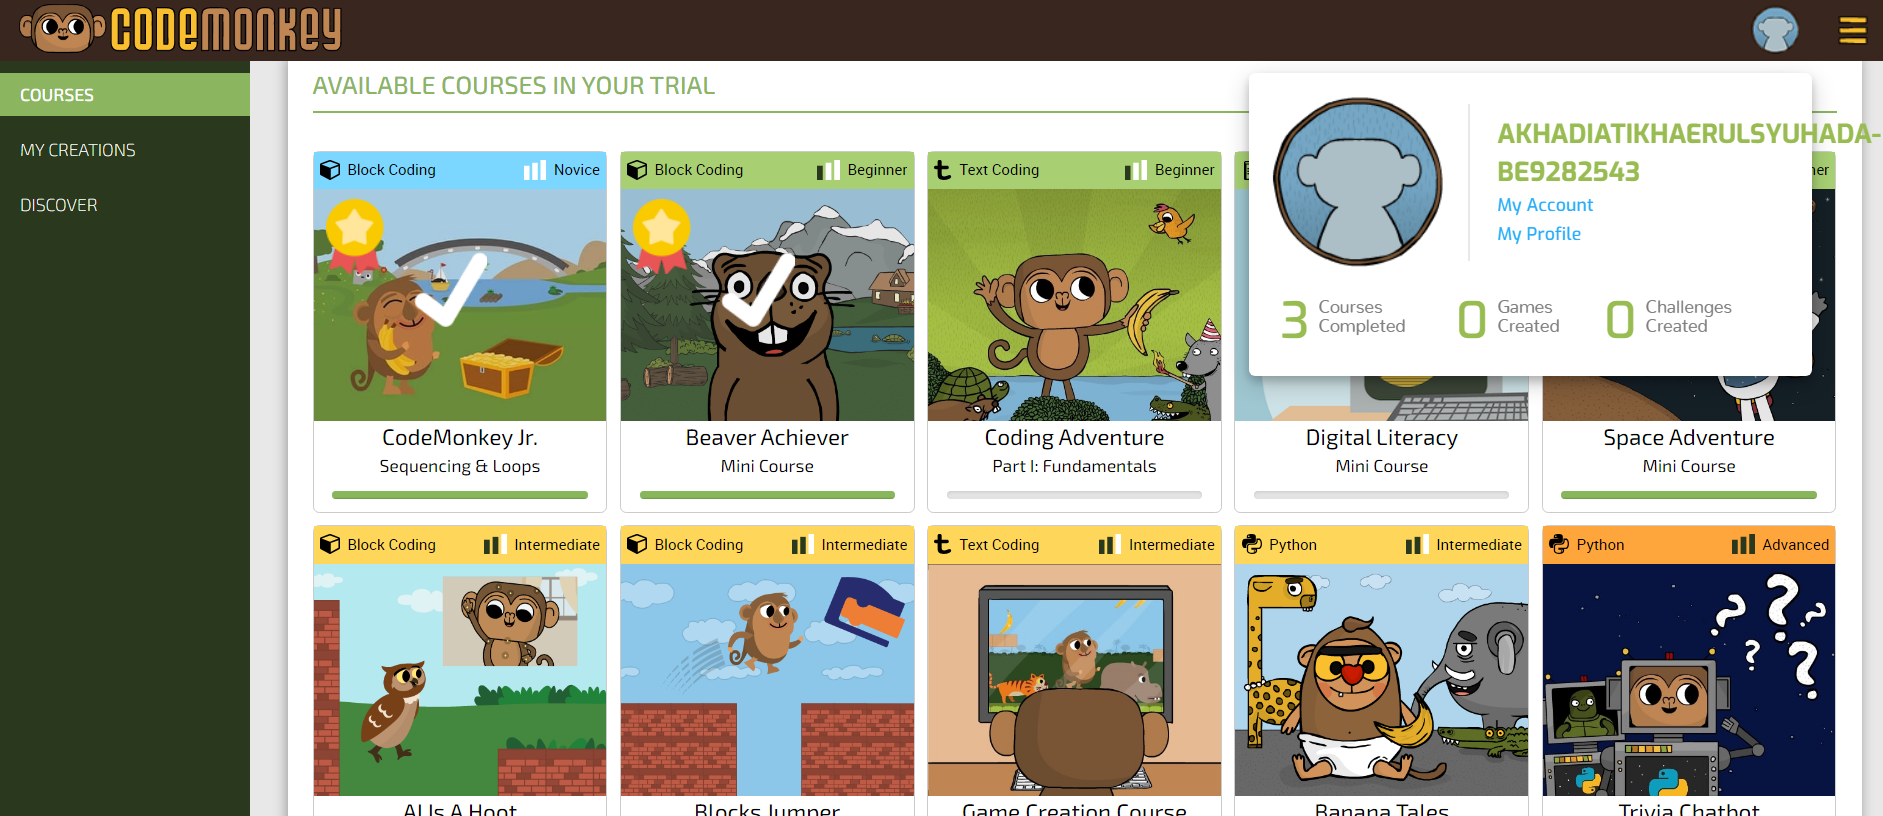 CODEMONKEY
COURSES
MY CREATIONS
DISCOVER
AVAILABLE COURSES IN YOUR TRIAL
AKHADIATIKHAERULSYUHADA-
BE9282543
My Account
My Profile
3 Courses Completed
0 Games Created
0 Challenges Created
Block Coding Novice
CodeMonkey Jr.
Sequencing & Loops
Block Coding Beginner
Beaver Achiever
Mini Course
Text Coding Beginner
Coding Adventure
Part I: Fundamentals
Digital Literacy
Mini Course
Space Adventure
Mini Course
Block Coding Intermediate
AI Is A Hoot
Block Coding Intermediate
Blocks Jumper
Text Coding Intermediate
Game Creation Course
Python Intermediate
Banana Tales
Python Advanced
Trivia Chatbot